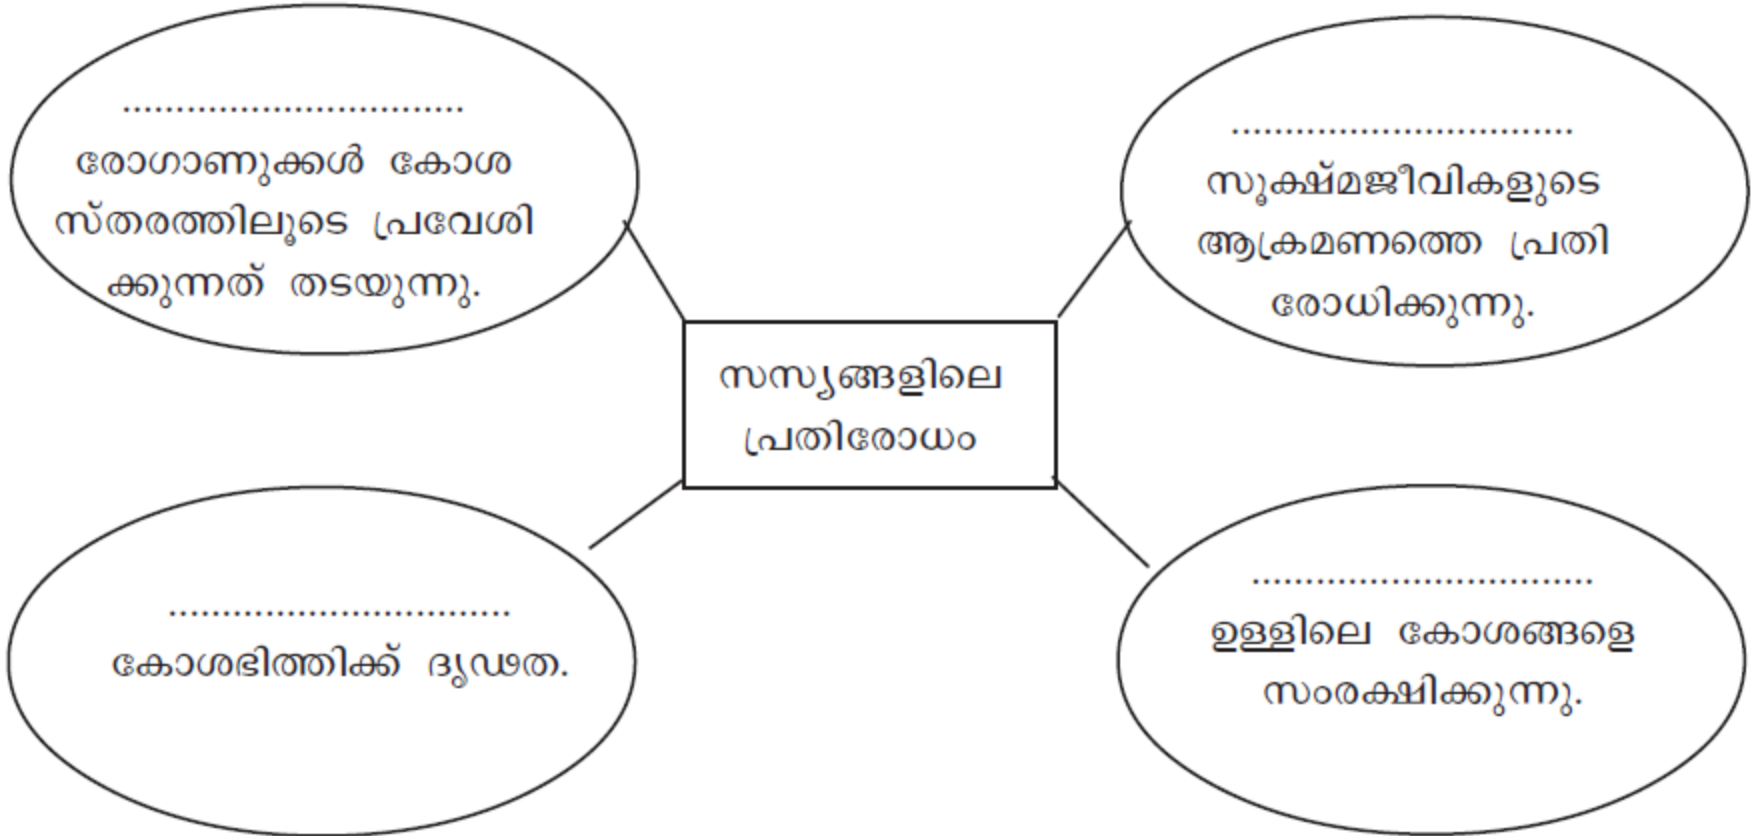 ................................
രോഗാണുക്കൾ കോശ
സ്തരത്തിലൂടെ പ്രവേശി
ക്കുന്നത് തടയുന്നു.
................................
സൂക്ഷ്മജീവികളുടെ
ആക്രമണത്തെ പ്രതി
രോധിക്കുന്നു.
സസ്യങ്ങളിലെ
പ്രതിരോധം
................................
കോശഭിത്തിക്ക് ദൃഢത.
................................
ഉള്ളിലെ കോശങ്ങളെ
സംരക്ഷിക്കുന്നു.